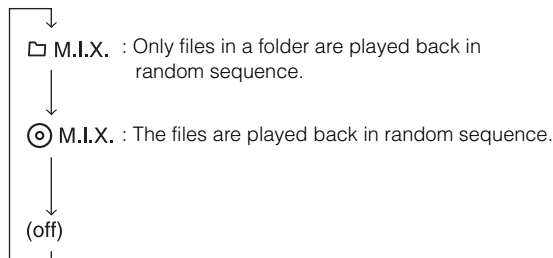 M.I.X. : Only files in a folder are played back in
random sequence.
M.I.X. : The files are played back in random sequence.
(off)